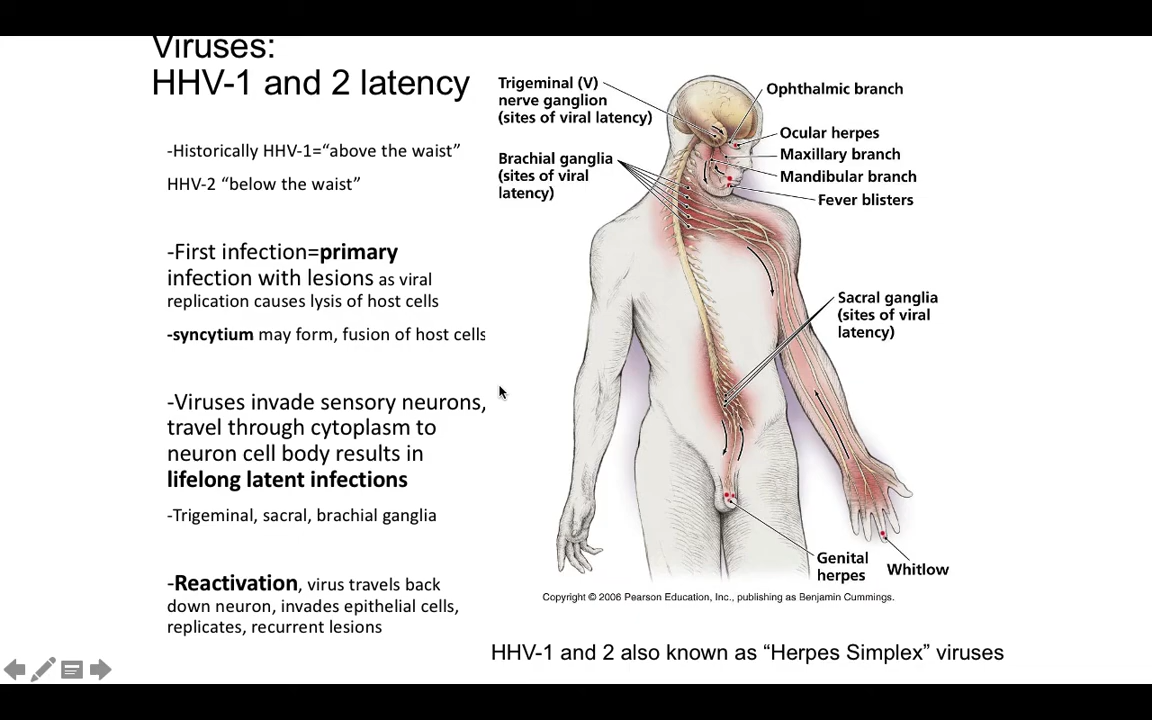 Viruses:
HHV-1 and 2 latency
-Historically HHV-1=“above the waist”
HHV-2 “below the waist”
-First infection=primary
infection with lesions as viral
replication causes lysis of host cells
-syncytium may form, fusion of host cells
-Viruses invade sensory neurons,
travel through cytoplasm to
neuron cell body results in
lifelong latent infections
-Trigeminal, sacral, brachial ganglia
-Reactivation, virus travels back
down neuron, invades epithelial cells,
replicates, recurrent lesions
Trigeminal (V)
nerve ganglion
(sites of viral latency)
Brachial ganglia
(sites of viral
latency)
Ophthalmic branch
Ocular herpes
Maxillary branch
Mandibular branch
Fever blisters
Sacral ganglia
(sites of viral
latency)
Genital
herpes
Whitlow
Copyright © 2006 Pearson Education, Inc., publishing as Benjamin Cummings.
HHV-1 and 2 also known as “Herpes Simplex” viruses